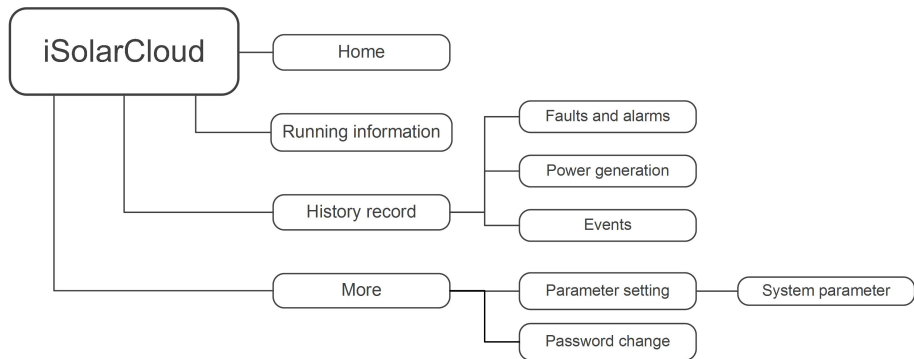 iSolarCloud
Home
Running information
Faults and alarms
Power generation
History record
Events
More
Parameter setting
System parameter
Password change